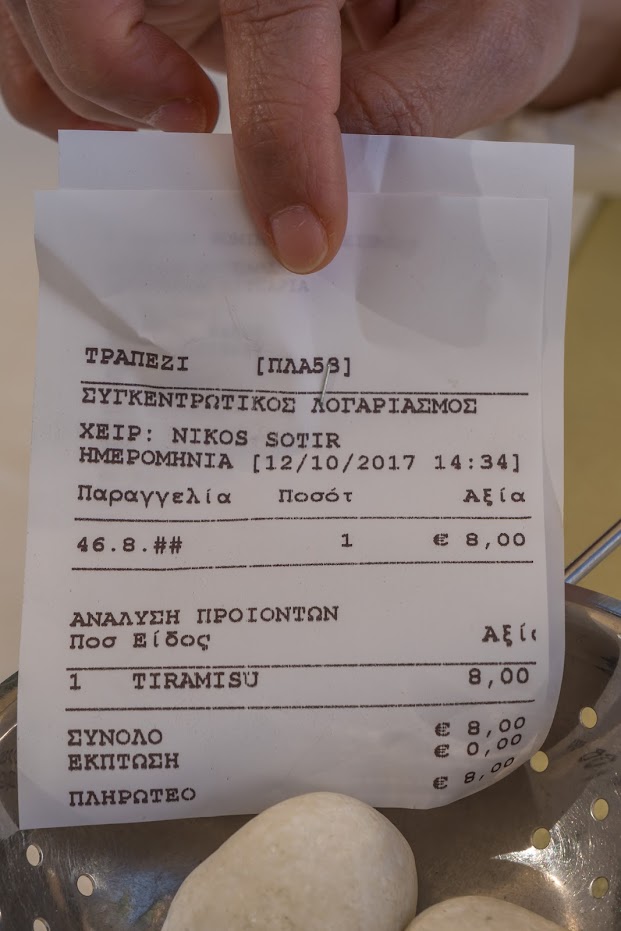 ΤΡΑΠΕΖΙ [ΠΛΑ58]
ΣΥΓΚΕΝΤΡΩΤΙΚΟΣ ΛΟΓΑΡΙΑΣΜΟΣ
ΧΕΙΡ: NIKOS SOTIR
ΗΜΕΡΟΜΗΝΙΑ [12/10/2017 14:34]
Παραγγελία Ποσότ Αξία
46.8.## 1 € 8,00
ΑΝΑΛΥΣΗ ΠΡΟΙΟΝΤΩΝ
Ποσ Είδος Αξία
1 TIRAMISU 8,00
ΣΥΝΟΛΟ € 8,00
ΕΚΠΤΩΣΗ € 0,00
ΠΛΗΡΩΤΕΟ € 8,00